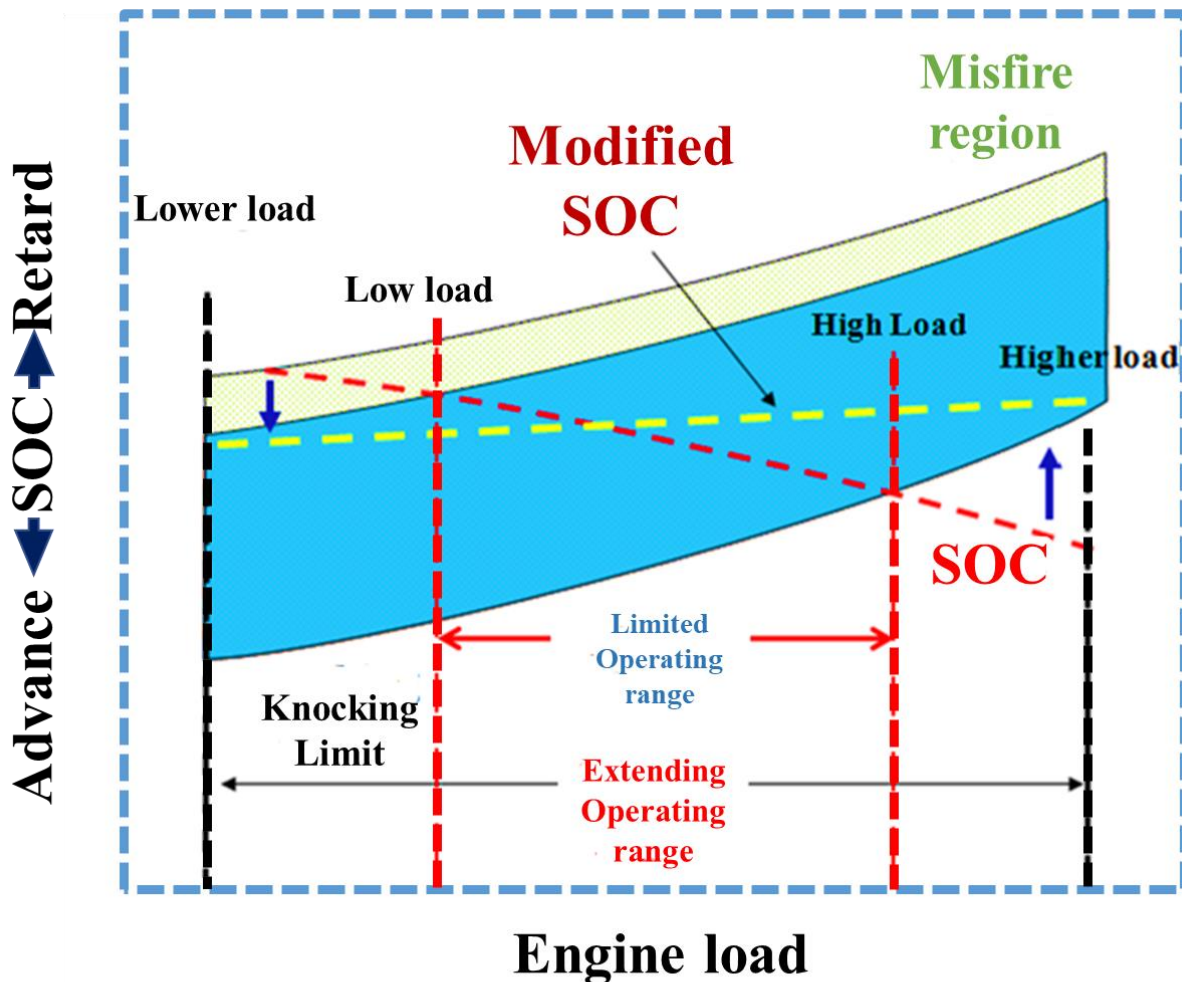 Misfire
region
Modified
SOC
Lower load
Low load
High Load
Higher load
SOC
Limited
Operating
range
Knocking
Limit
Extending
Operating
range
Advance SOC Retard
Engine load